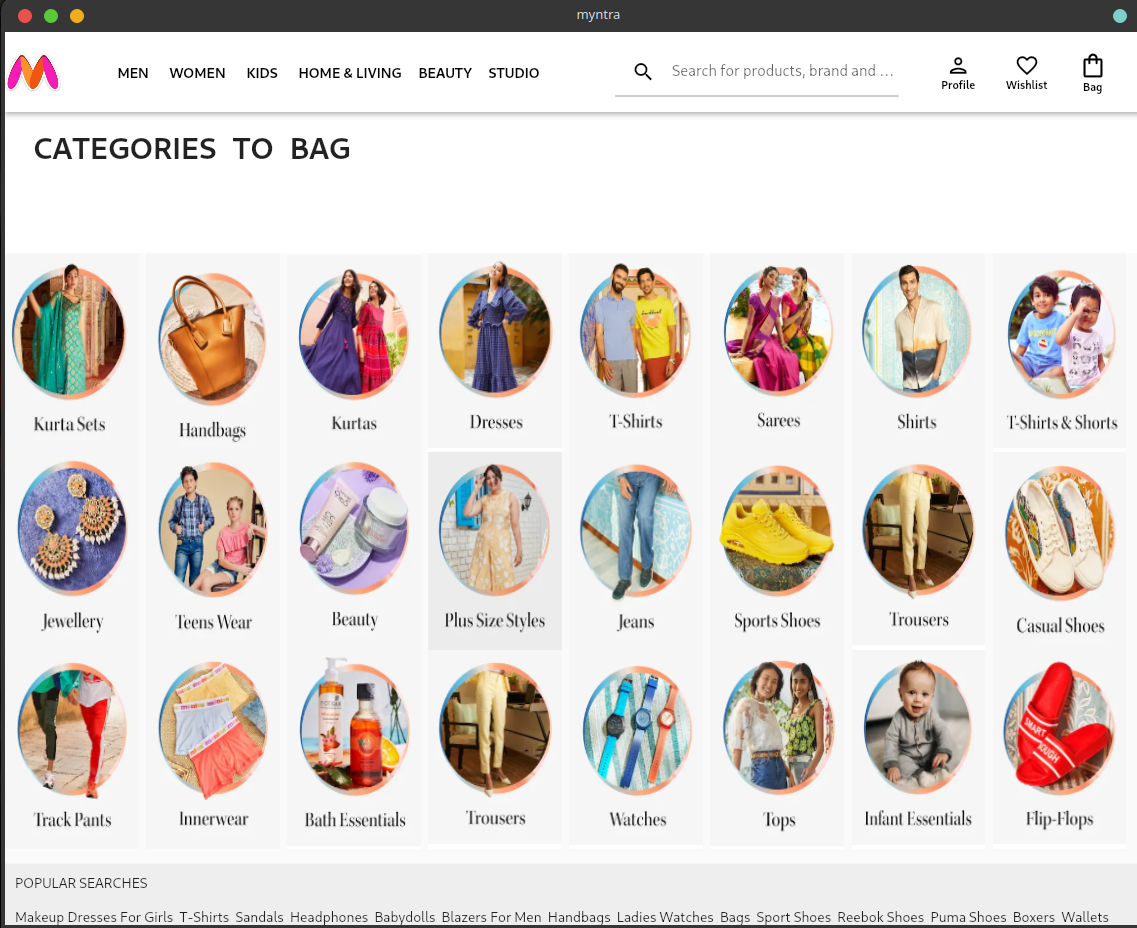 myntra
MEN WOMEN KIDS HOME & LIVING BEAUTY STUDIO Search for products, brand and ... Profile Wishlist Bag
CATEGORIES TO BAG
Kurta Sets Handbags Kurtas Dresses T-Shirts Sarees Shirts T-Shirts & Shorts
Jewellery Teens Wear Beauty Plus Size Styles Jeans Sports Shoes Trousers Casual Shoes
SMART TOUGH
Track Pants Innerwear Bath Essentials Trousers Watches Tops Infant Essentials Flip-Flops
POPULAR SEARCHES
Makeup Dresses For Girls T-Shirts Sandals Headphones Babydolls Blazers For Men Handbags Ladies Watches Bags Sport Shoes Reebok Shoes Puma Shoes Boxers Wallets